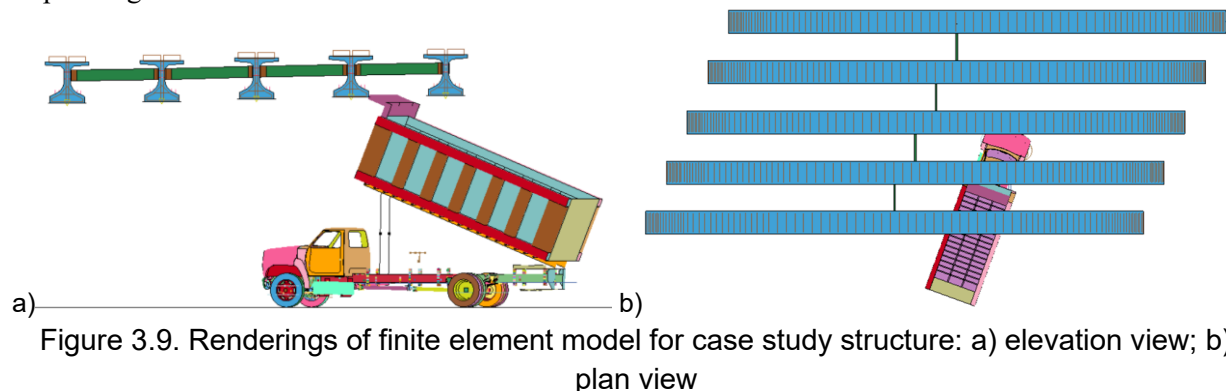 a)
b)
Figure 3.9. Renderings of finite element model for case study structure: a) elevation view; b)
plan view